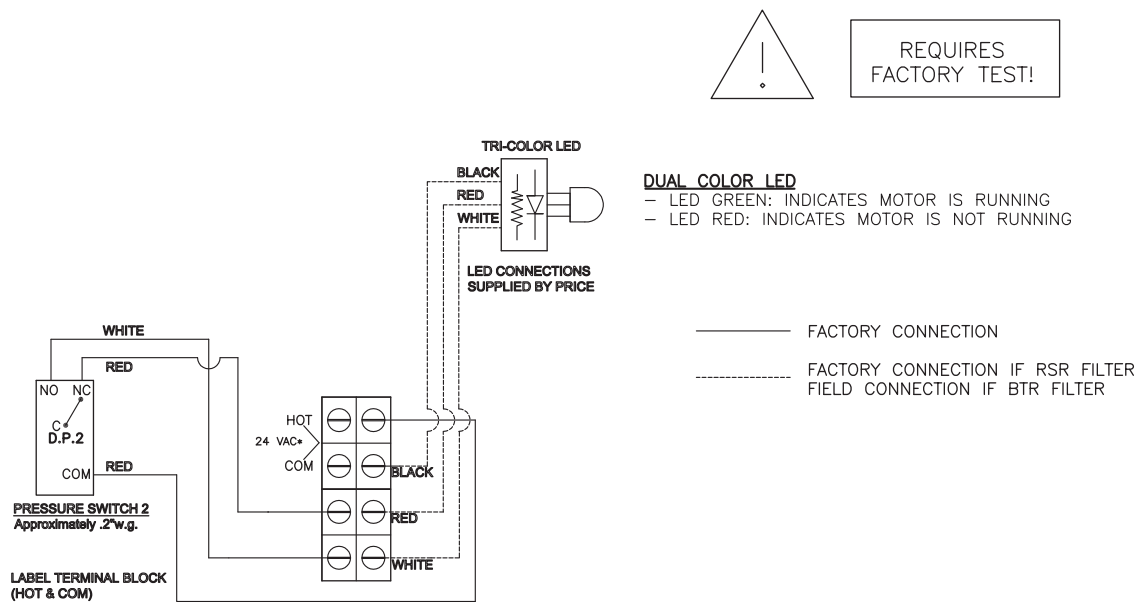 !
REQUIRES
FACTORY TEST!
TRI-COLOR LED
BLACK
RED
WHITE
DUAL COLOR LED
– LED GREEN: INDICATES MOTOR IS RUNNING
– LED RED: INDICATES MOTOR IS NOT RUNNING
LED CONNECTIONS
SUPPLIED BY PRICE
WHITE
RED
FACTORY CONNECTION
FACTORY CONNECTION IF RSR FILTER
FIELD CONNECTION IF BTR FILTER
NO NC
C
D.P.2
COM
RED
PRESSURE SWITCH 2
Approximately .2"w.g.
HOT
24 VAC*
COM
BLACK
RED
WHITE
LABEL TERMINAL BLOCK
(HOT & COM)